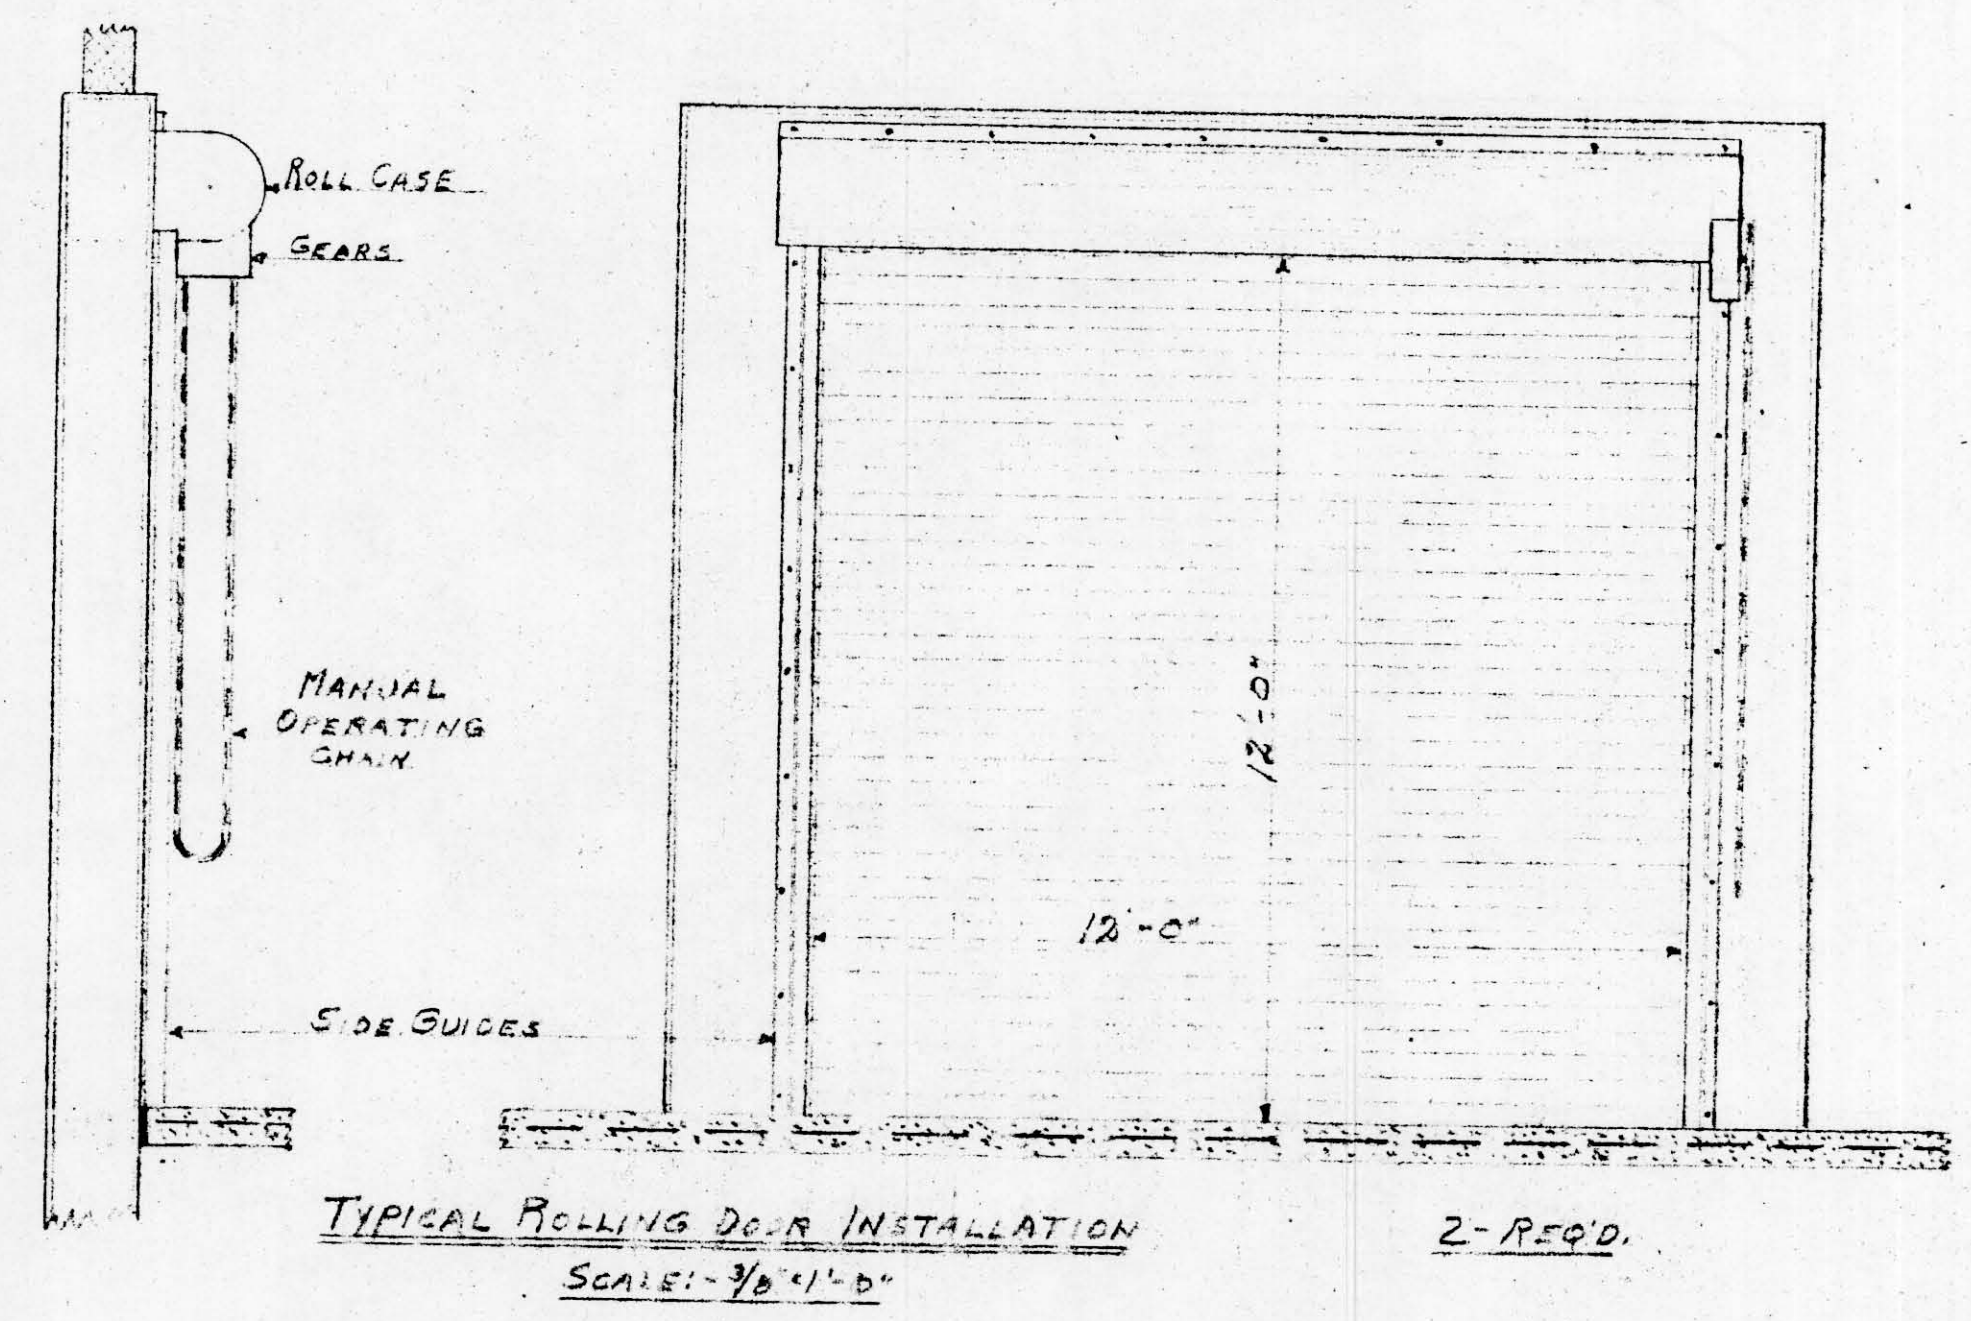 ROLL CASE
GEARS
MANUAL
OPERATING
CHAIN
12'-0"
12'-0"
SIDE GUIDES
TYPICAL ROLLING DOOR INSTALLATION
2-REQ'D.
SCALE:-3/8"=1'-0"